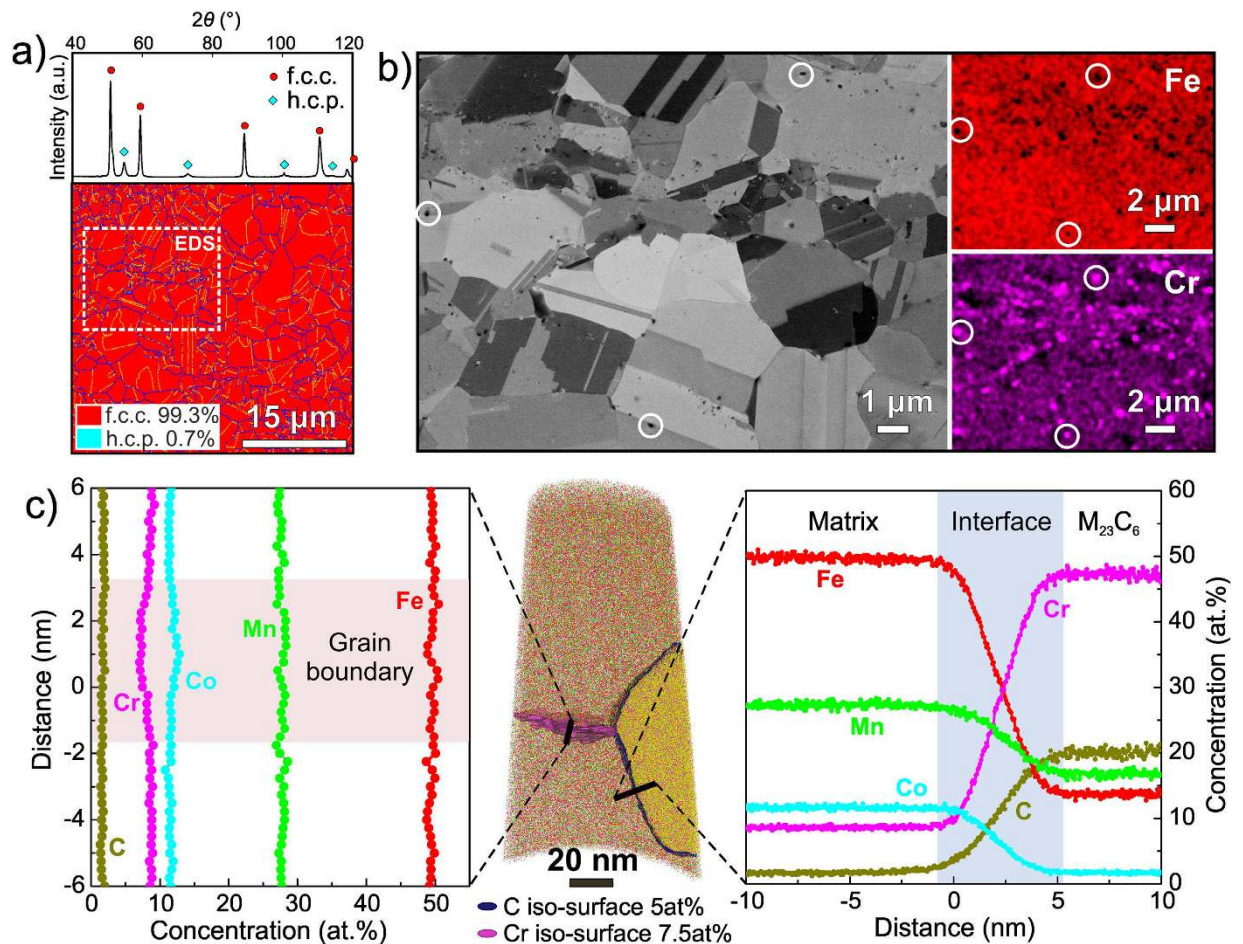 a)
2θ (°)
40 60 80 100 120
Intensity (a.u.)
f.c.c.
h.c.p.
EDS
f.c.c. 99.3%
h.c.p. 0.7%
15 µm
b)
1 µm
Fe
2 µm
Cr
2 µm
c)
6
4
2
0
-2
-4
-6
Distance (nm)
C
Cr
Co
Mn
Fe
Grain
boundary
0 10 20 30 40 50
Concentration (at.%)
20 nm
C iso-surface 5at%
Cr iso-surface 7.5at%
Matrix
Interface
M₂₃C₆
Fe
Cr
Mn
Co
C
60
50
40
30
20
10
0
Concentration (at.%)
-10 -5 0 5 10
Distance (nm)